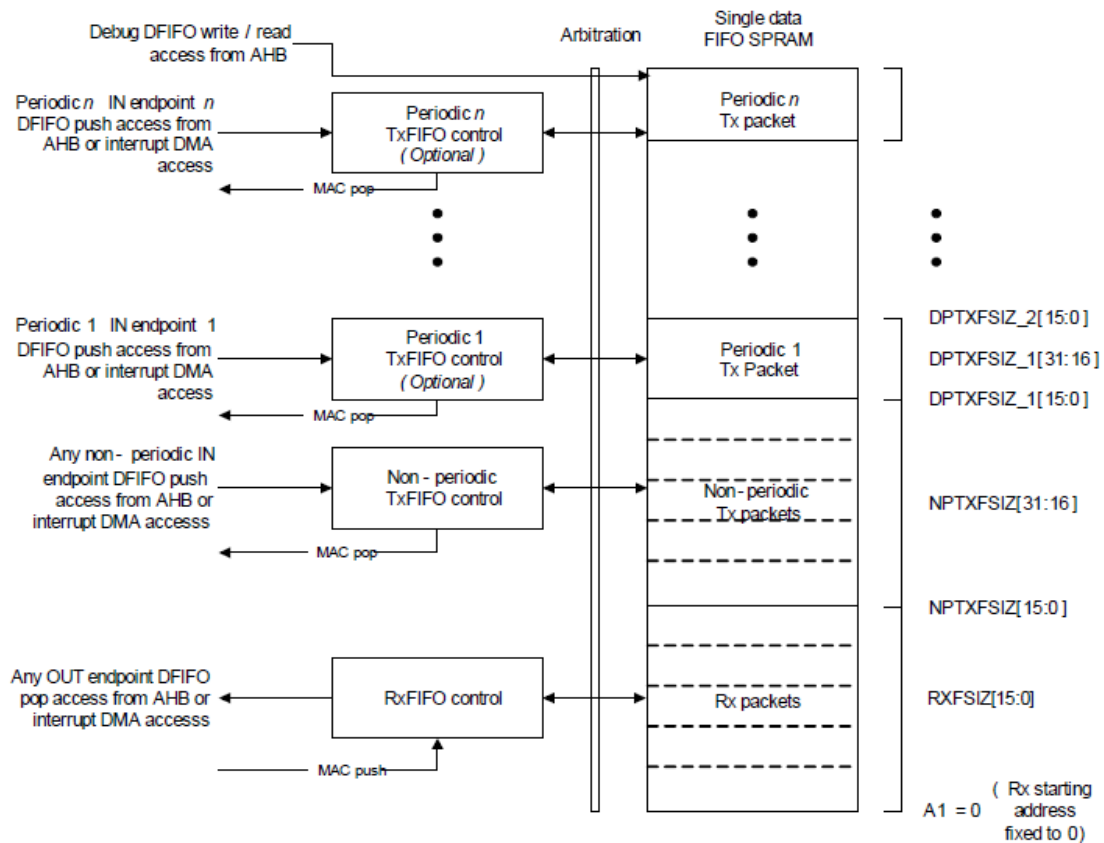 Debug DFIFO write / read
access from AHB
Arbitration
Single data
FIFO SPRAM
Periodic n IN endpoint n
DFIFO push access from
AHB or interrupt DMA
access
Periodic n
TxFIFO control
( Optional )
MAC pop
Periodic n
Tx packet
Periodic 1 IN endpoint 1
DFIFO push access from
AHB or interrupt DMA
access
Periodic 1
TxFIFO control
( Optional )
MAC pop
Periodic 1
Tx Packet
DPTXFSIZ_2[15:0]
DPTXFSIZ_1[31:16]
DPTXFSIZ_1[15:0]
Any non - periodic IN
endpoint DFIFO push
access from AHB or
interrupt DMA accesss
Non - periodic
TxFIFO control
MAC pop
Non - periodic
Tx packets
NPTXFSIZ[31:16]
NPTXFSIZ[15:0]
Any OUT endpoint DFIFO
pop access from AHB or
interrupt DMA accesss
RxFIFO control
MAC push
Rx packets
RXFSIZ[15:0]
A1 = 0 ( Rx starting
address
fixed to 0)